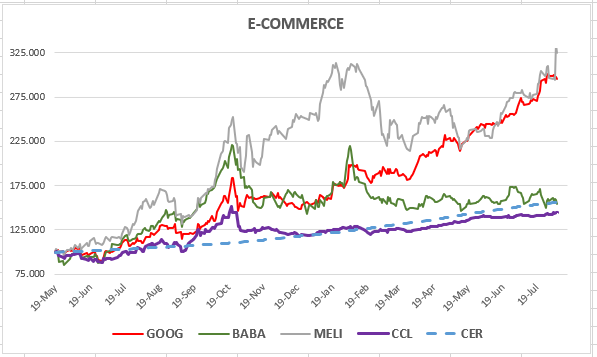 E-COMMERCE
325.000
275.000
225.000
175.000
125.000
75.000
19-May 19-Jun 19-Jul 19-Aug 19-Sep 19-Oct 19-Nov 19-Dec 19-Jan 19-Feb 19-Mar 19-Apr 19-May 19-Jun 19-Jul
GOOG BABA MELI CCL CER